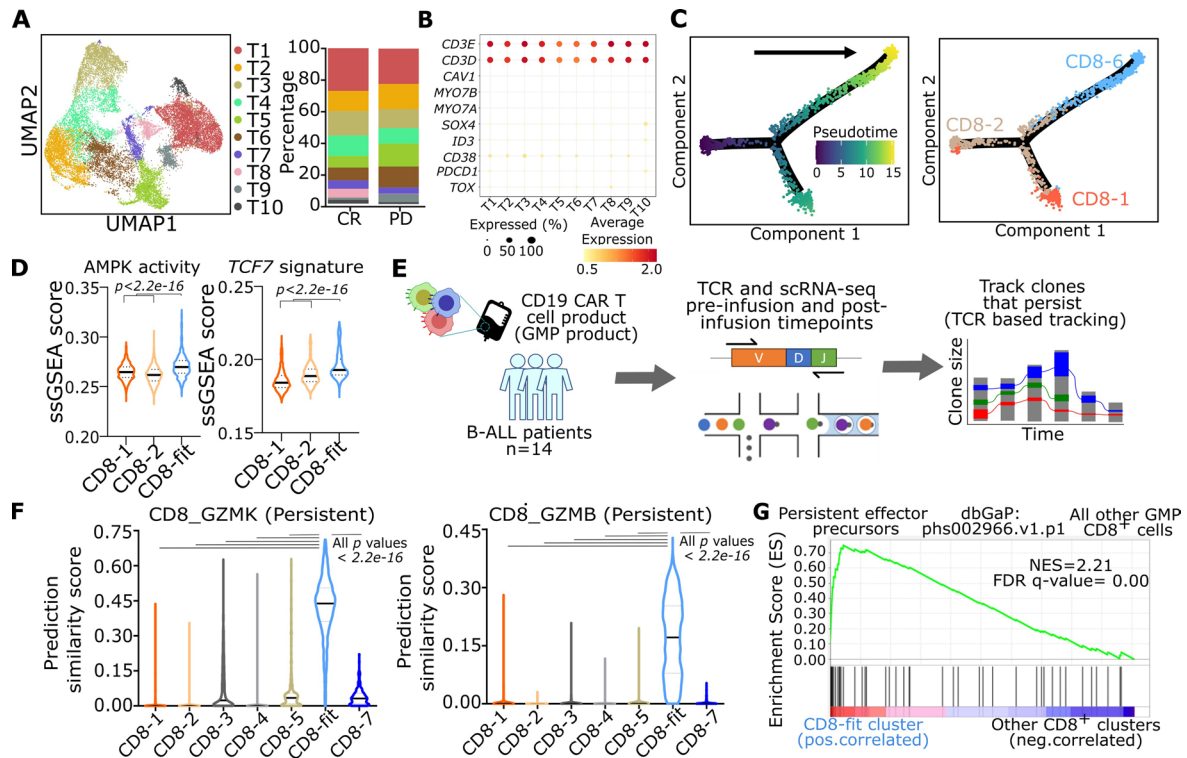 A
UMAP2
UMAP1
T1
T2
T3
T4
T5
T6
T7
T8
T9
T10
Percentage
100
80
60
40
20
0
CR
PD
B
CD3E
CD3D
CAV1
MYO7B
MYO7A
SOX4
ID3
CD38
PDCD1
TOX
T1
T2
T3
T4
T5
T6
T7
T8
T9
T10
Expressed (%)
0
50
100
Average
Expression
0.5
2.0
C
Component 2
Component 1
Pseudotime
0
5
10
Component 2
Component 1
CD8-6
CD8-2
CD8-1
D
AMPK activity
p<2.2e-16
ssGSEA score
0.35
0.30
0.25
0.20
CD8-1
CD8-2
CD8-fit
TCF7 signature
p<2.2e-16
ssGSEA score
0.25
0.20
0.15
CD8-1
CD8-2
CD8-fit
E
CD19 CAR T
cell product
(GMP product)
B-ALL patients
n=14
TCR and scRNA-seq
pre-infusion and post-
infusion timepoints
V
D
J
Track clones
that persist
(TCR based tracking)
Clone size
Time
F
CD8_GZMK (Persistent)
All p values
< 2.2e-16
Prediction
similarity score
0.75
0.60
0.45
0.30
0.15
0.00
CD8-1
CD8-2
CD8-3
CD8-4
CD8-5
CD8-fit
CD8-7
CD8_GZMB (Persistent)
All p values
< 2.2e-16
Prediction
similarity score
0.45
0.30
0.15
0.00
CD8-1
CD8-2
CD8-3
CD8-4
CD8-5
CD8-fit
CD8-7
G
Persistent effector
precursors
dbGaP:
phs002966.v1.p1
All other GMP
CD8+ cells
NES=2.21
FDR q-value= 0.00
Enrichment Score (ES)
0.70
0.60
0.50
0.40
0.30
0.20
0.10
0.00
CD8-fit cluster
(pos.correlated)
Other CD8+ clusters
(neg.correlated)